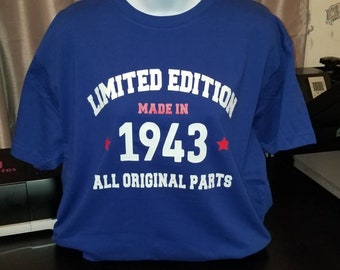 LIMITED EDITION
MADE IN
1943
ALL ORIGINAL PARTS